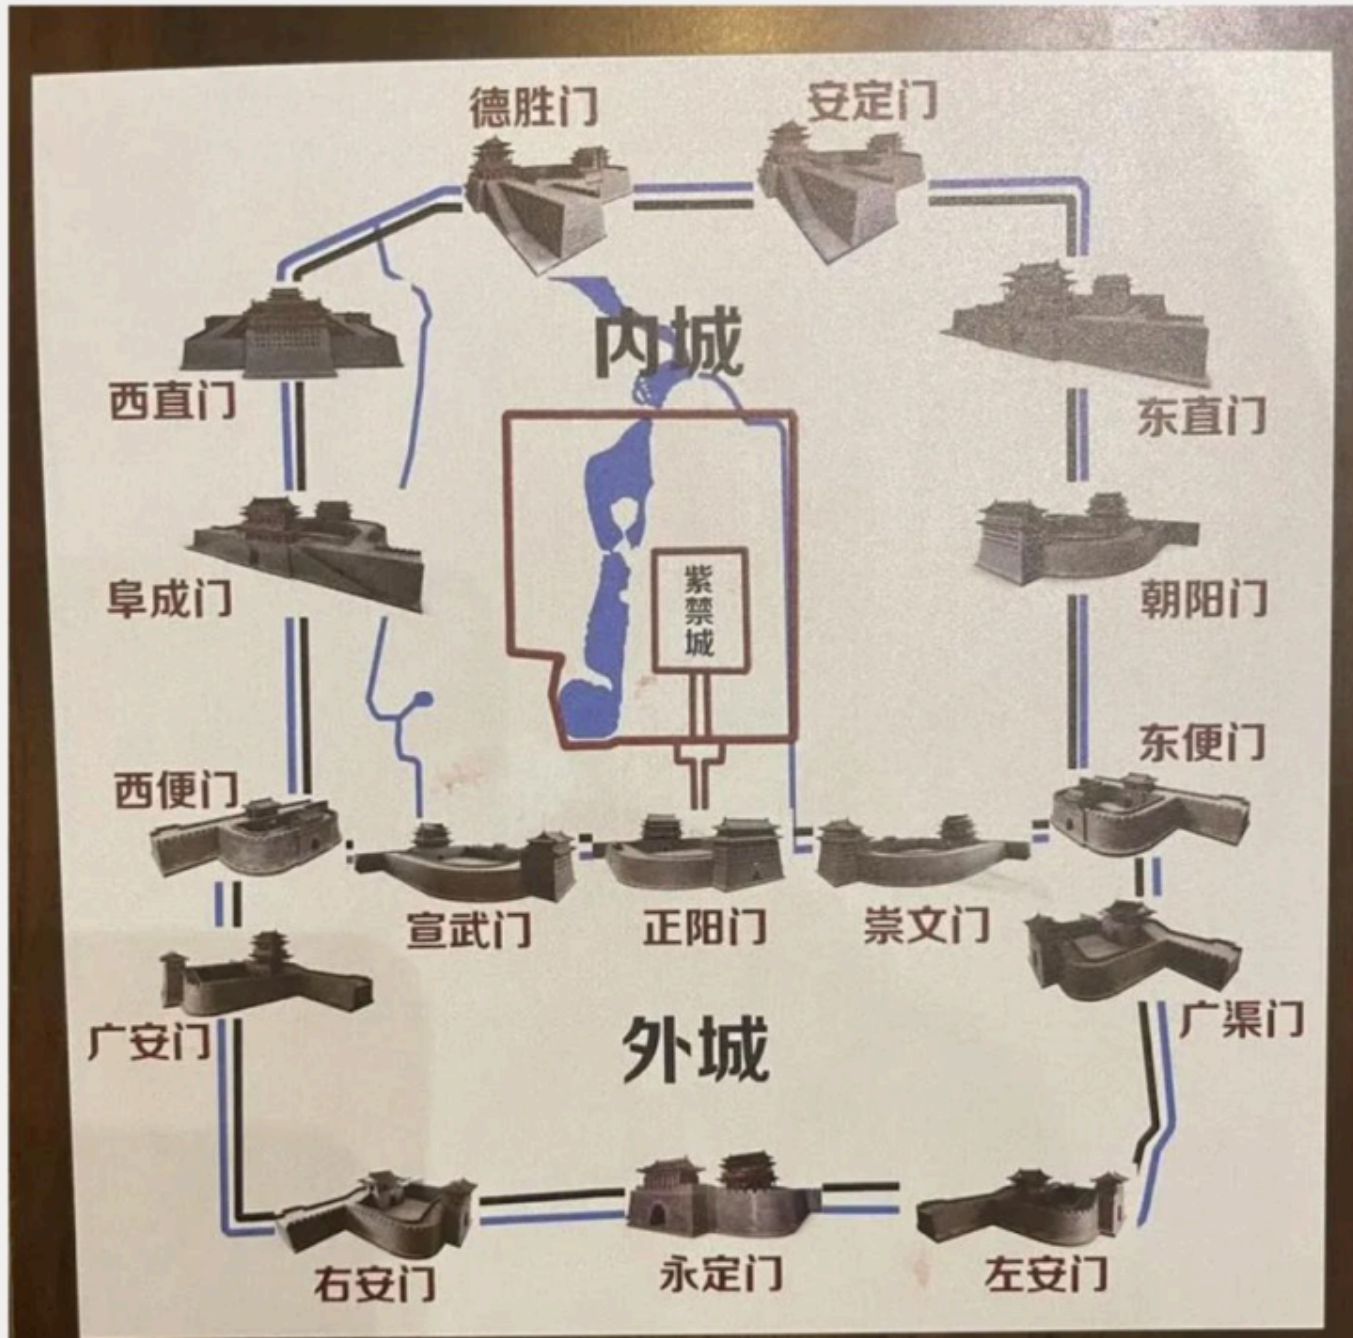 德胜门
安定门
内城
西直门
东直门
紫禁城
阜成门
朝阳门
东便门
西便门
宣武门
正阳门
崇文门
广安门
广渠门
外城
右安门
永定门
左安门